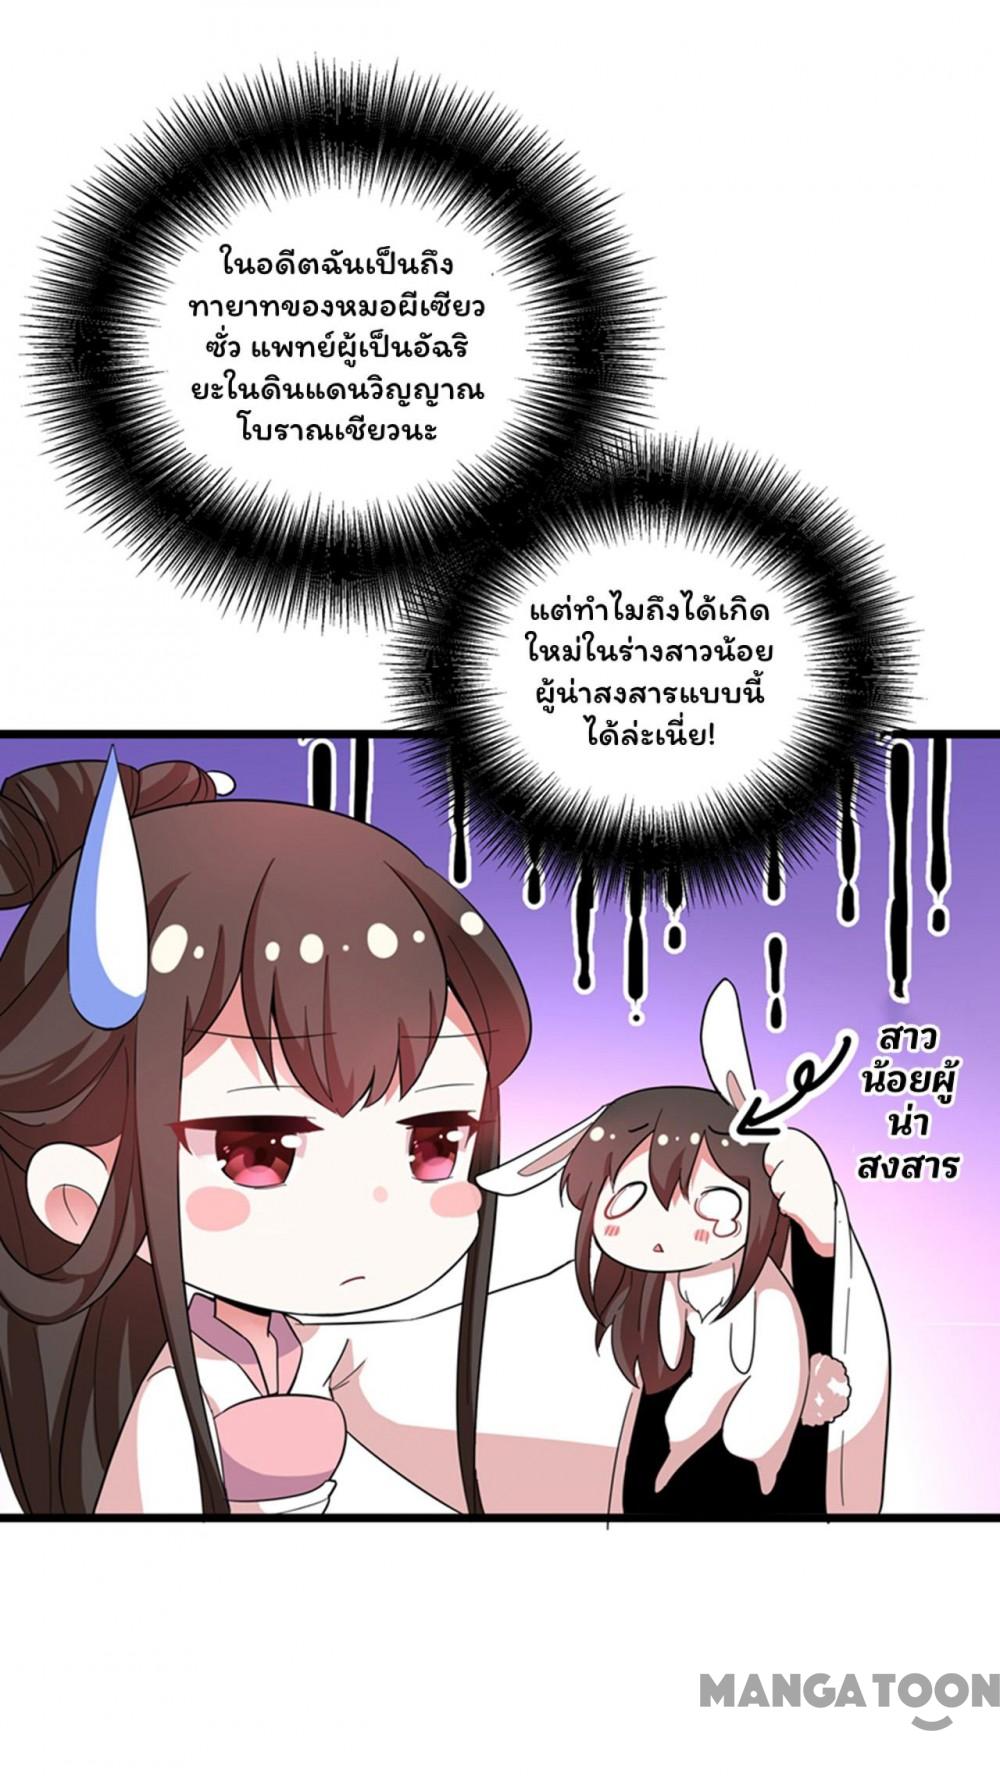 ในอดีตฉันเป็นถึง
ทายาทของหมอผีเซียว
ซั่ว แพทย์ผู้เป็นอัฉริ
ยะในดินแดนวิญญาณ
โบราณเชียวนะ
แต่ทำไมถึงได้เกิด
ใหม่ในร่างสาวน้อย
ผู้น่าสงสารแบบนี้
ได้ล่ะเนี่ย!
สาว
น้อยผู้
น่า
สงสาร
MANGATOON